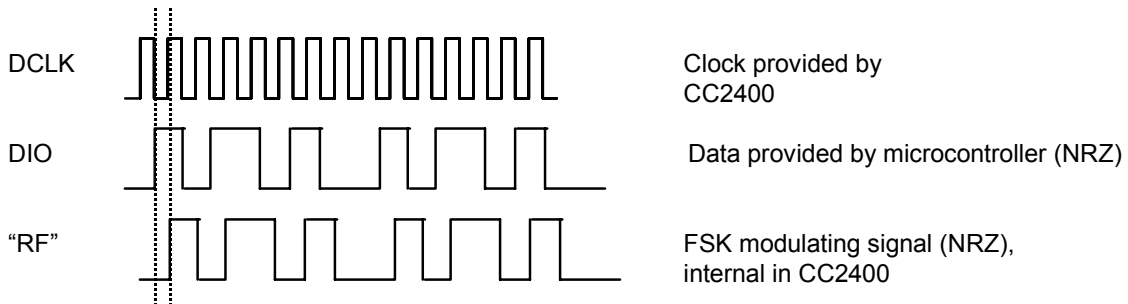 DCLK
Clock provided by
CC2400
DIO
Data provided by microcontroller (NRZ)
“RF”
FSK modulating signal (NRZ),
internal in CC2400